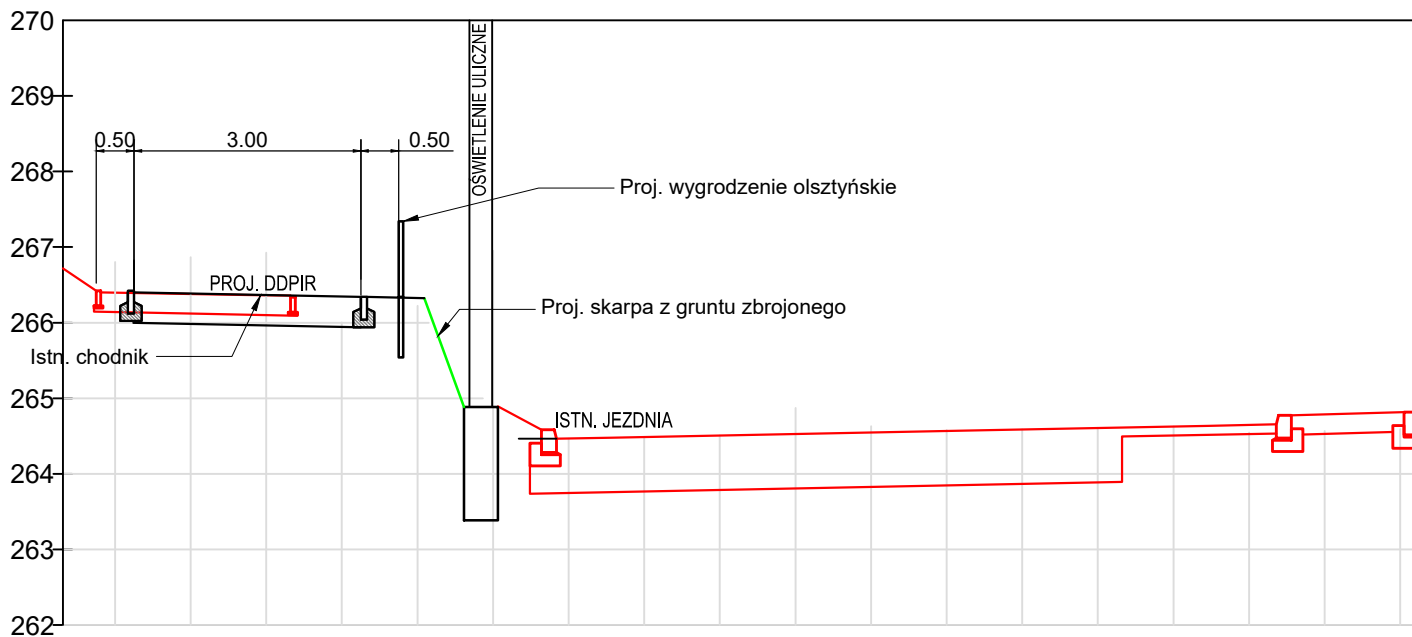 270
269
268
267
266
265
264
263
262
0.50
3.00
0.50
OŚWIETLENIE ULICZNE
Proj. wygrodzenie olsztyńskie
PROJ. DDPIR
Proj. skarpa z gruntu zbrojonego
Istn. chodnik
ISTN. JEZDNIA